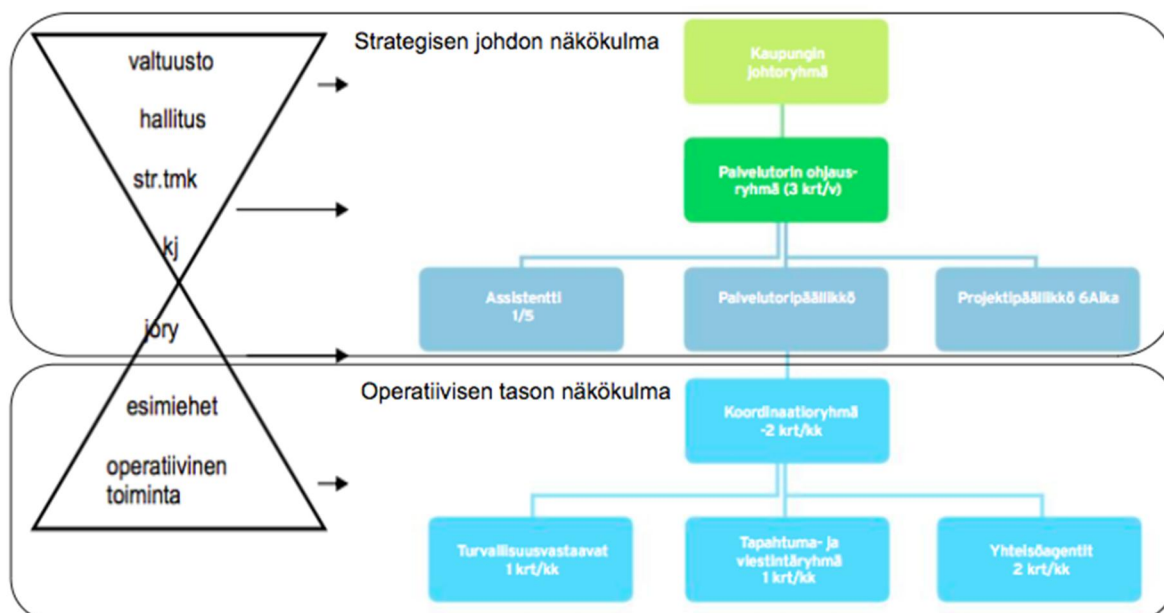 Strategisen johdon näkökulma
valtuusto
hallitus
str.tmk
kj
jory
esimiehet
operatiivinen
toiminta
Kaupungin
johtoryhmä
Palvelutorin ohjaus-
ryhmä (3 krt/v)
Assistentti
1/5
Palvelutoripäällikkö
Projektipäällikkö 6Aika
Operatiivisen tason näkökulma
Koordinaatioryhmä
-2 krt/kk
Turvallisuusvastaavat
1 krt/kk
Tapahtuma- ja
viestintäryhmä
1 krt/kk
Yhteisöagentit
2 krt/kk